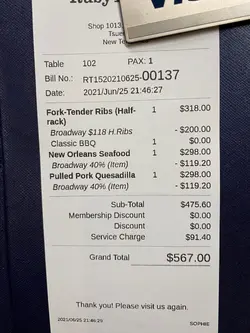 Shop 1013
Table 102 PAX: 1
Bill No.: RT1520210625-00137
Date: 2021/Jun/25 21:46:27
Fork-Tender Ribs (Half- 1 $318.00
rack)
Broadway $118 H.Ribs - $200.00
Classic BBQ 1 $0.00
New Orleans Seafood 1 $298.00
Broadway 40% (Item) - $119.20
Pulled Pork Quesadilla 1 $298.00
Broadway 40% (Item) - $119.20
Sub-Total $475.60
Membership Discount $0.00
Discount $0.00
Service Charge $91.40
Grand Total $567.00
Thank you! Please visit us again.
2021/06/25 21:46:29 SOPHIE